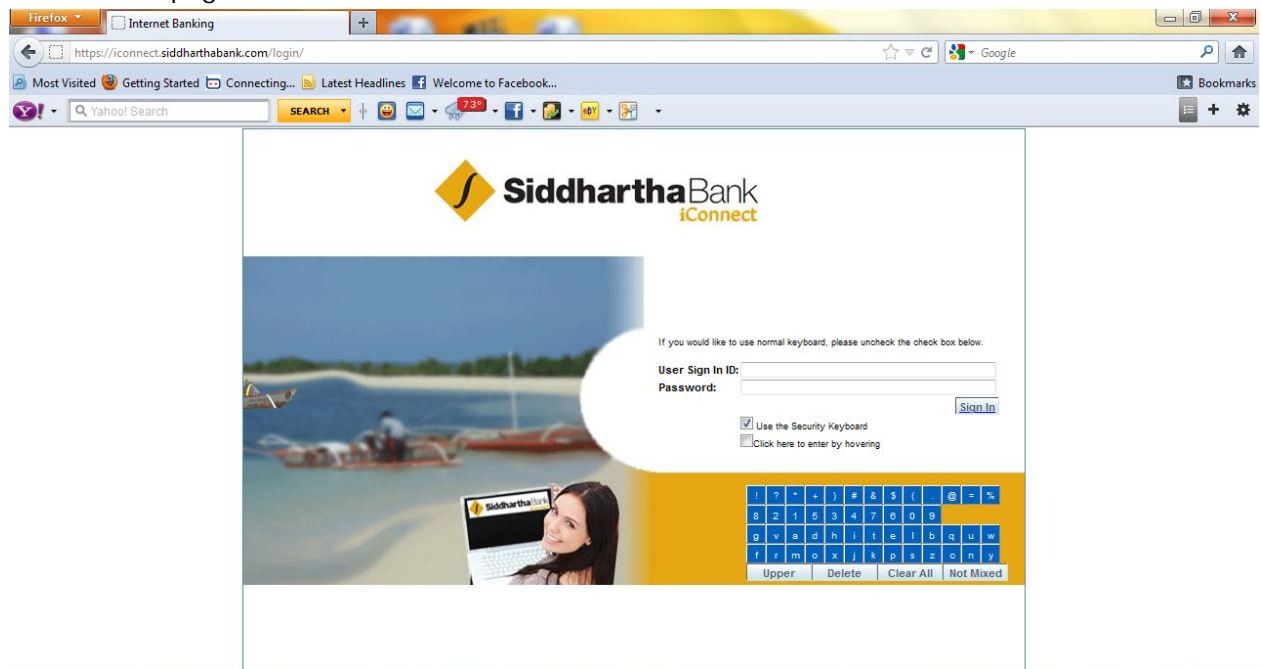 Firefox
Internet Banking
+
https://iconnect.siddharthabank.com/login/
Google
Most Visited Getting Started Connecting... Latest Headlines Welcome to Facebook...
Bookmarks
Y! Yahoo! Search SEARCH 73° ebY
SiddharthaBank
iConnect
If you would like to use normal keyboard, please uncheck the check box below.
User Sign In ID:
Password:
Sign In
Use the Security Keyboard
Click here to enter by hovering
SiddharthaBank
! ? * + ) # & $ ( . @ = %
8 2 1 5 3 4 7 6 0 9
g v a d h i t e l b q u w
f r m o x j k p s z c n y
Upper Delete Clear All Not Mixed